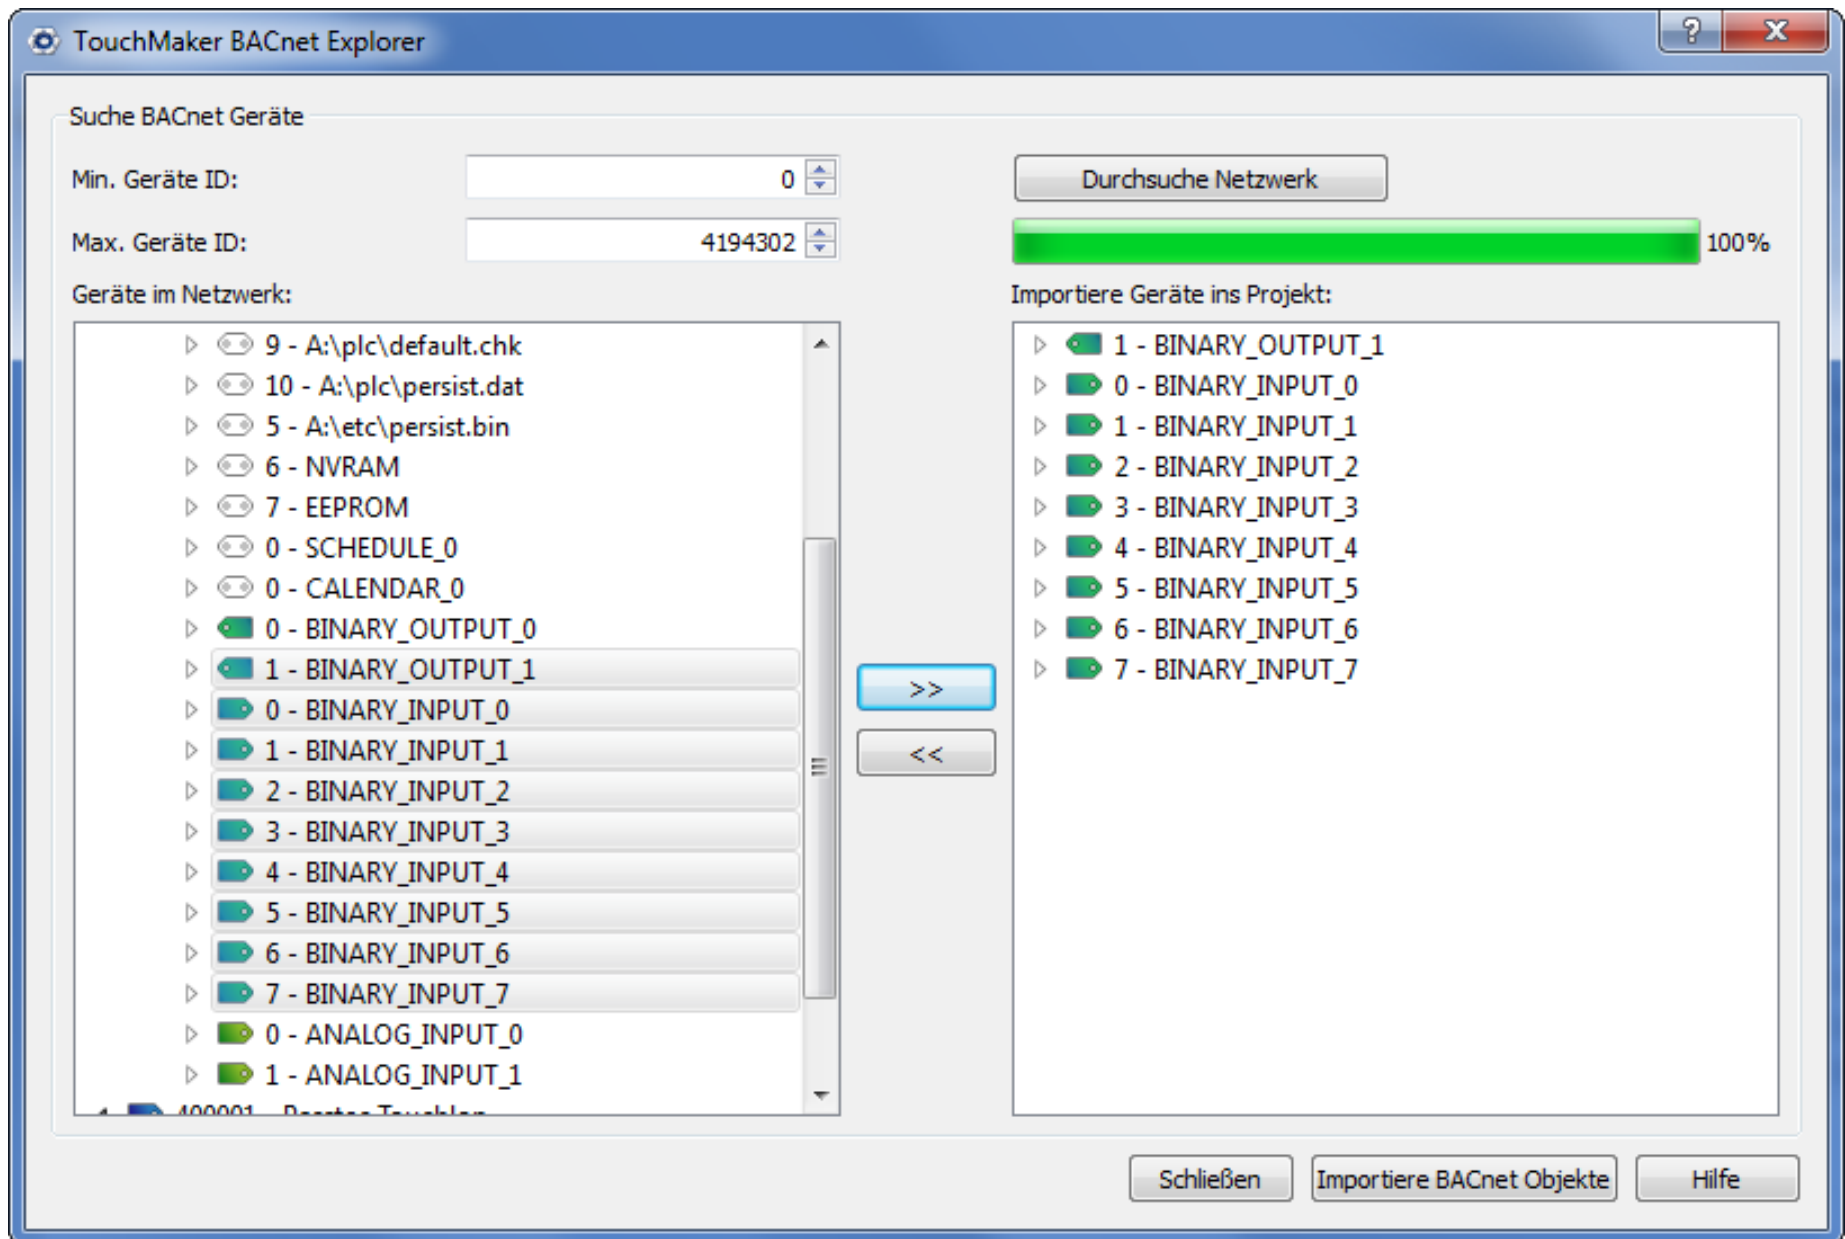 TouchMaker BACnet Explorer
?
Suche BACnet Geräte
Min. Geräte ID:
0
Durchsuche Netzwerk
Max. Geräte ID:
4194302
100%
Geräte im Netzwerk:
9 - A:\plc\default.chk
10 - A:\plc\persist.dat
5 - A:\etc\persist.bin
6 - NVRAM
7 - EEPROM
0 - SCHEDULE_0
0 - CALENDAR_0
0 - BINARY_OUTPUT_0
1 - BINARY_OUTPUT_1
0 - BINARY_INPUT_0
1 - BINARY_INPUT_1
2 - BINARY_INPUT_2
3 - BINARY_INPUT_3
4 - BINARY_INPUT_4
5 - BINARY_INPUT_5
6 - BINARY_INPUT_6
7 - BINARY_INPUT_7
0 - ANALOG_INPUT_0
1 - ANALOG_INPUT_1
400001 -
>>
<<
Importiere Geräte ins Projekt:
1 - BINARY_OUTPUT_1
0 - BINARY_INPUT_0
1 - BINARY_INPUT_1
2 - BINARY_INPUT_2
3 - BINARY_INPUT_3
4 - BINARY_INPUT_4
5 - BINARY_INPUT_5
6 - BINARY_INPUT_6
7 - BINARY_INPUT_7
Schließen
Importiere BACnet Objekte
Hilfe